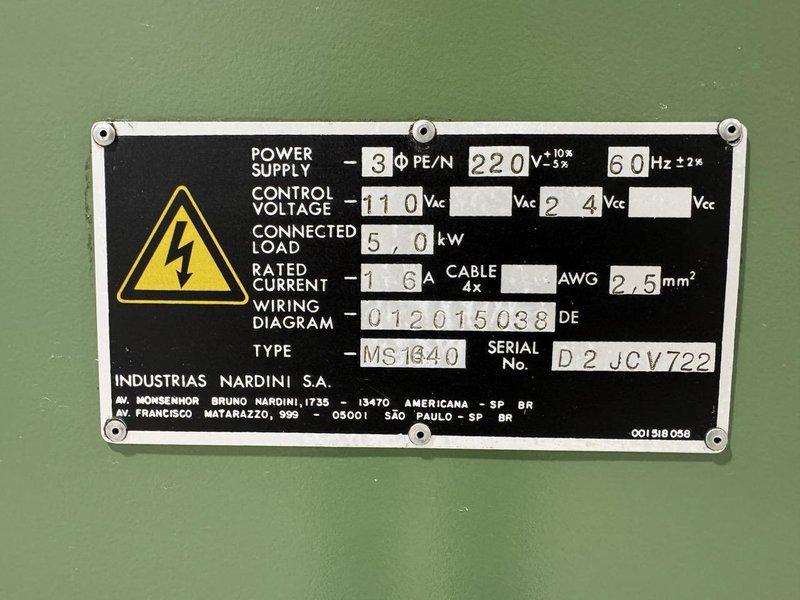 POWER SUPPLY - 3 Φ PE/N 220 V +10% -5% 60 Hz ± 2%
CONTROL VOLTAGE - 110 VAC VAC 24 VCC VCC
CONNECTED LOAD 5,0 kW
RATED CURRENT - 16 A CABLE 4x AWG 2,5 mm²
WIRING DIAGRAM - 012015038 DE
TYPE - SERIAL No. D2JCV722
INDUSTRIAS NARDINI S.A.
AV. MONSENHOR BRUNO NARDINI, 1735 - 13470 AMERICANA - SP BR
AV. FRANCISCO MATARAZZO, 999 - 05001 SÃO PAULO - SP BR
001518058